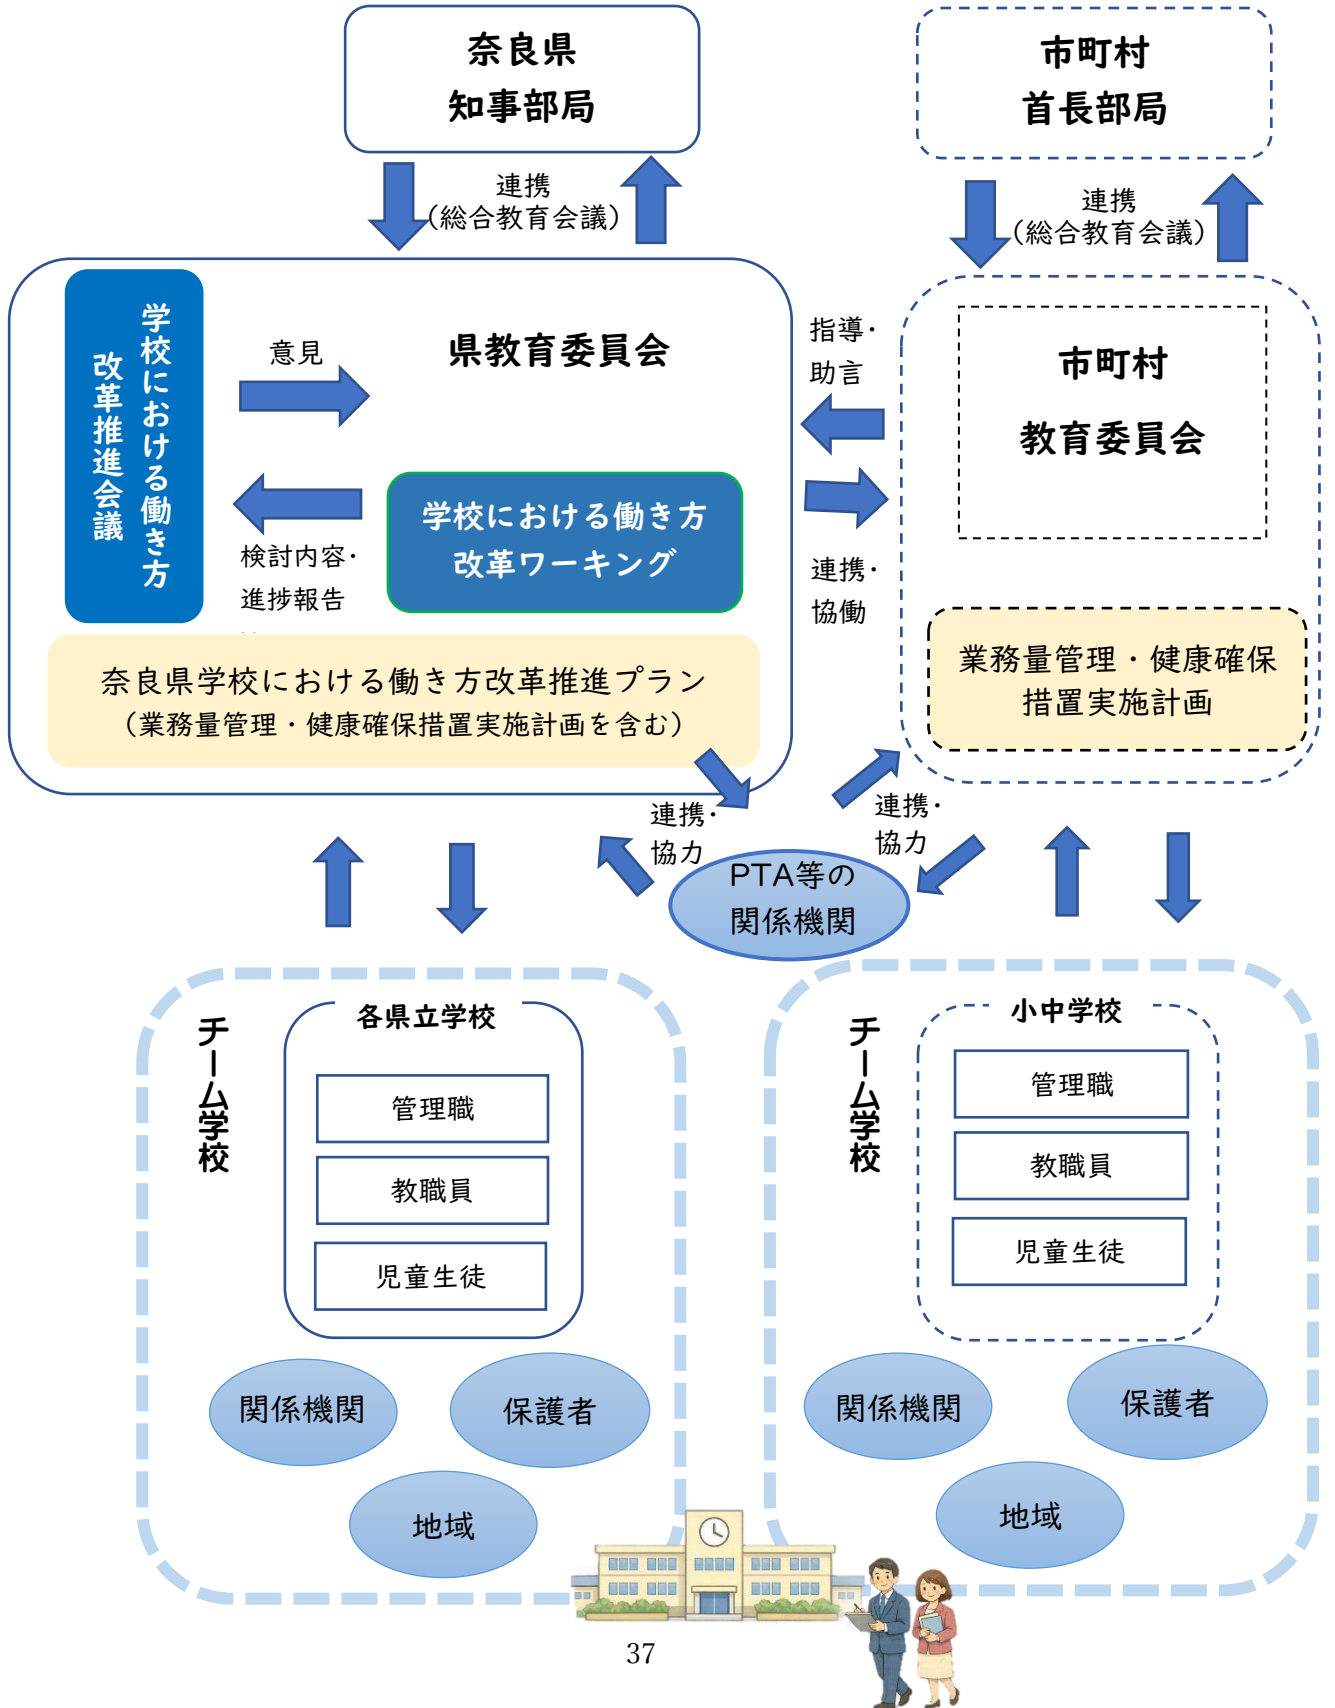 奈良県
知事部局
市町村
首長部局
連携
(総合教育会議)
連携
(総合教育会議)
学校における働き方
改革推進会議
意見
県教育委員会
検討内容・
進捗報告
学校における働き方
改革ワーキング
奈良県学校における働き方改革推進プラン
(業務量管理・健康確保措置実施計画を含む)
指導・
助言
連携・
協働
市町村
教育委員会
業務量管理・健康確保
措置実施計画
連携・
協力
連携・
協力
PTA等の
関係機関
チーム学校
各県立学校
管理職
教職員
児童生徒
関係機関
保護者
地域
チーム学校
小中学校
管理職
教職員
児童生徒
関係機関
保護者
地域
37